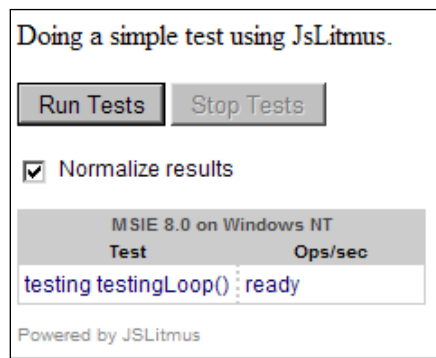 Doing a simple test using JsLitmus.
Run Tests Stop Tests
Normalize results
MSIE 8.0 on Windows NT
Test Ops/sec
testing testingLoop() ready
Powered by JSLitmus